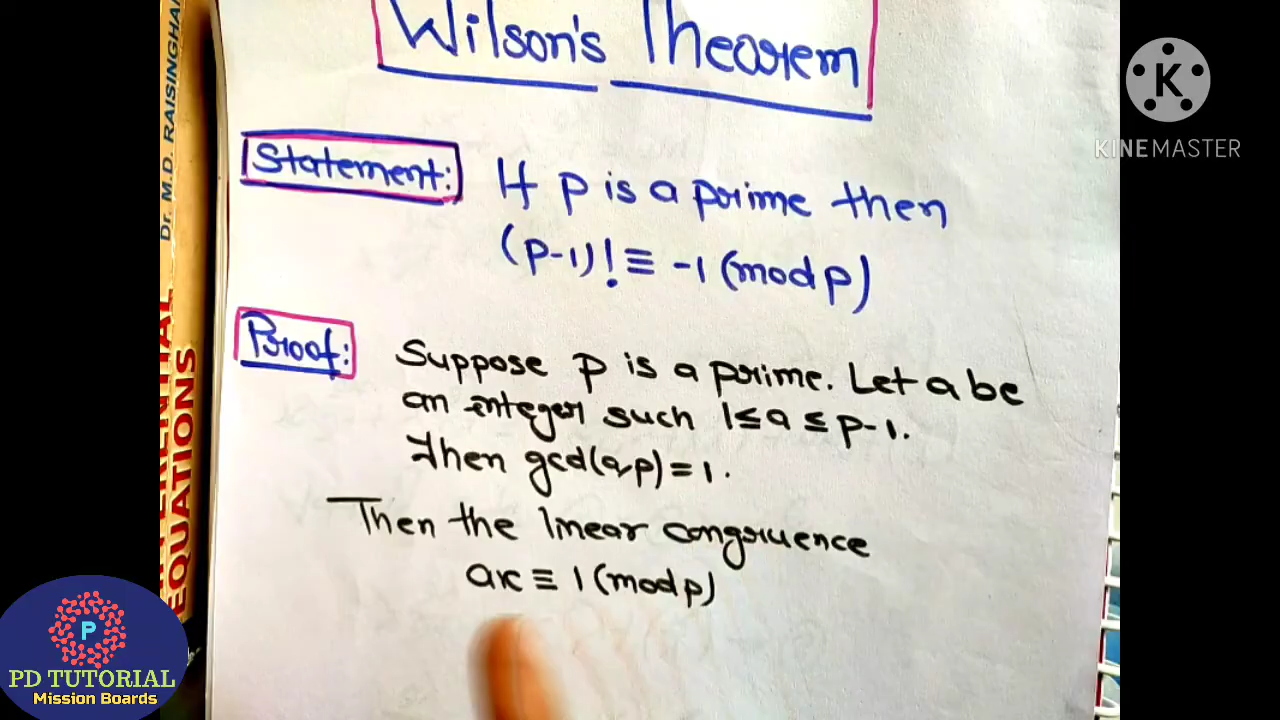 Wilson's Theorem
Statement: If p is a prime then
(p-1)! ≡ -1 (mod p)
Proof: Suppose p is a prime. Let a be
an integer such 1≤a≤p-1.
Then gcd(a,p)=1.
Then the linear congruence
ax ≡ 1 (mod p)
Dr. M.D. RAISINGHAN
EQUATIONS
K
KINEMASTER
P
PD TUTORIAL
Mission Boards